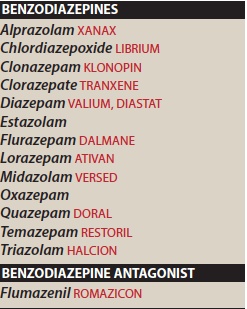 BENZODIAZEPINES
Alprazolam XANAX
Chlordiazepoxide LIBRIUM
Clonazepam KLONOPIN
Clorazepate TRANXENE
Diazepam VALIUM, DIASTAT
Estazolam
Flurazepam DALMANE
Lorazepam ATIVAN
Midazolam VERSED
Oxazepam
Quazepam DORAL
Temazepam RESTORIL
Triazolam HALCION
BENZODIAZEPINE ANTAGONIST
Flumazenil ROMAZICON